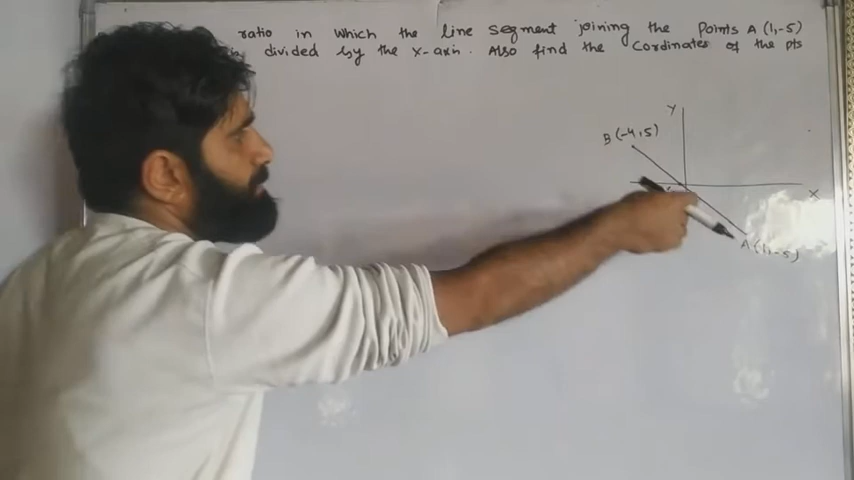 ratio in which the line segment joining the Points A (1,-5)
divided by the X-axis. Also find the Cordinates of the pts
Y
B (-4,5)
X
A (1,-5)